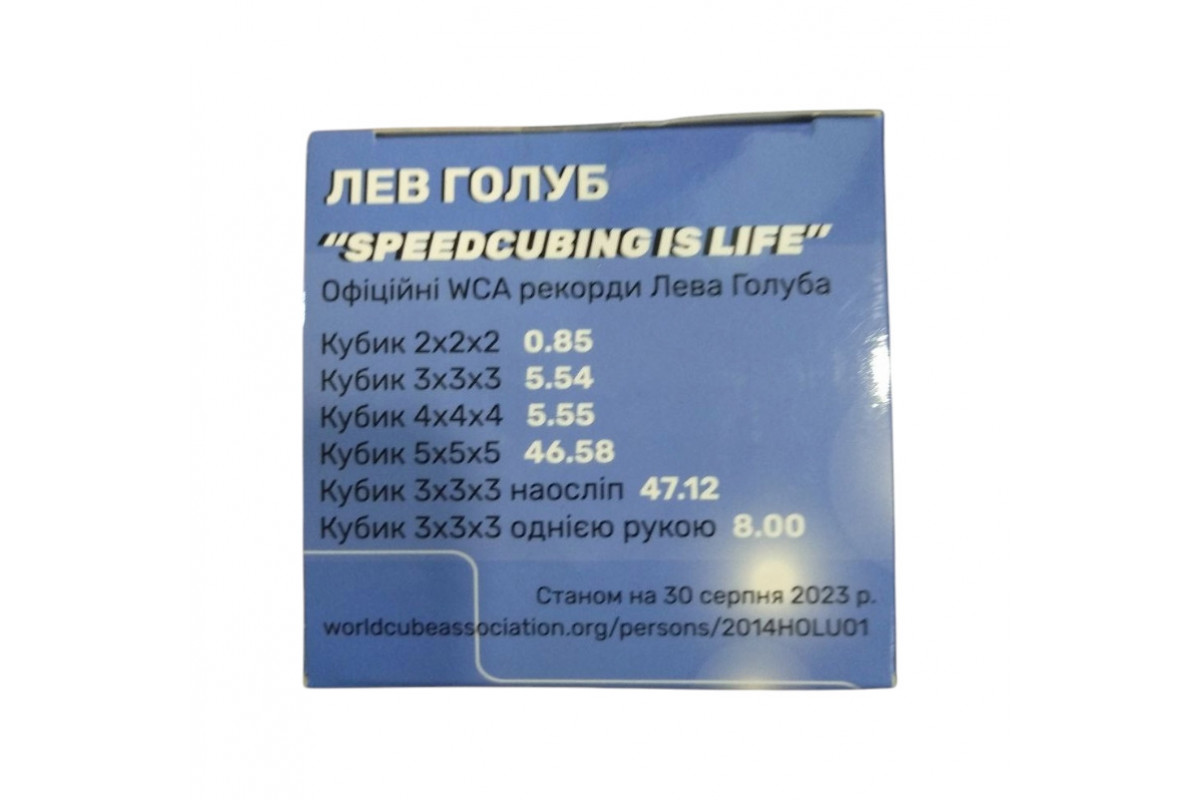 ЛЕВ ГОЛУБ
"SPEEDCUBING IS LIFE"
Офіційні WCA рекорди Лева Голуба
Кубик 2x2x2 0.85
Кубик 3x3x3 5.54
Кубик 4x4x4 5.55
Кубик 5x5x5 46.58
Кубик 3x3x3 наосліп 47.12
Кубик 3x3x3 однією рукою 8.00
Станом на 30 серпня 2023 р.
worldcubeassociation.org/persons/2014HOLU01